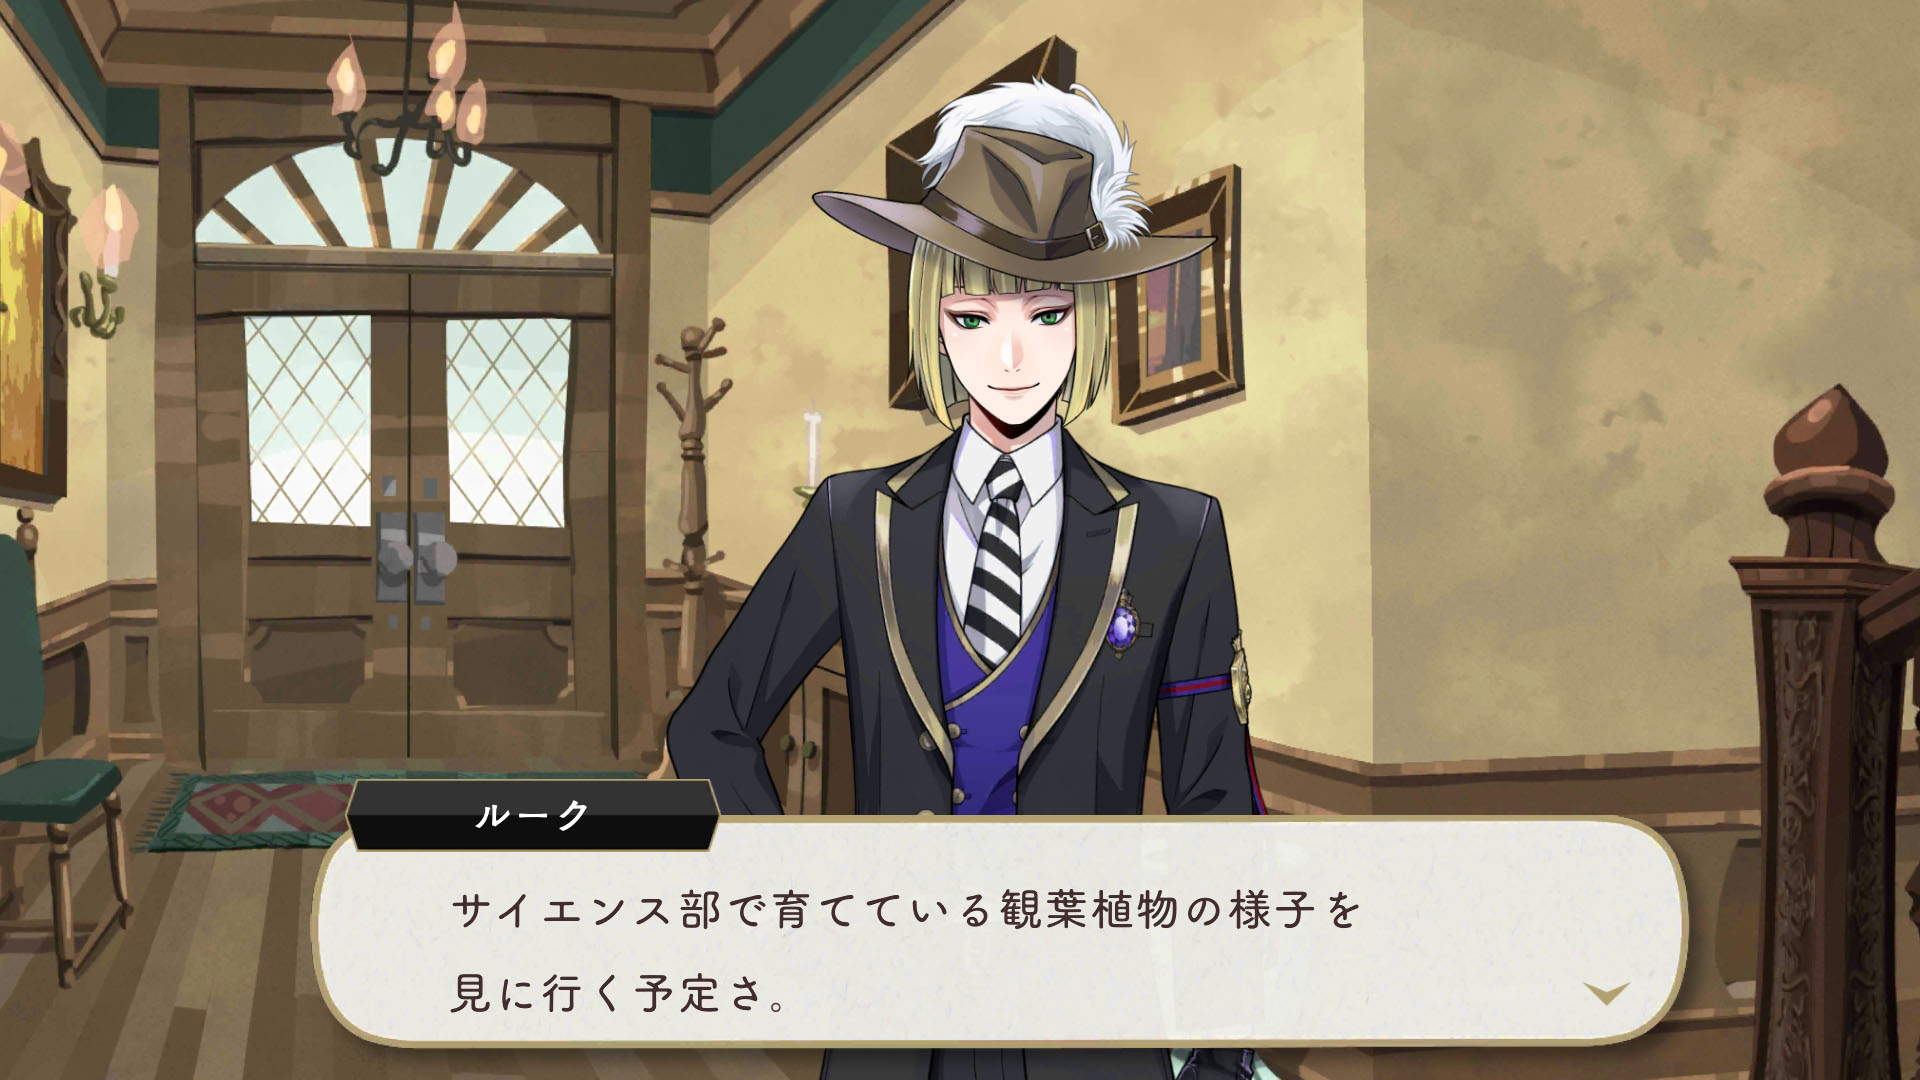 ルーク
サイエンス部で育てている観葉植物の様子を
見に行く予定さ。